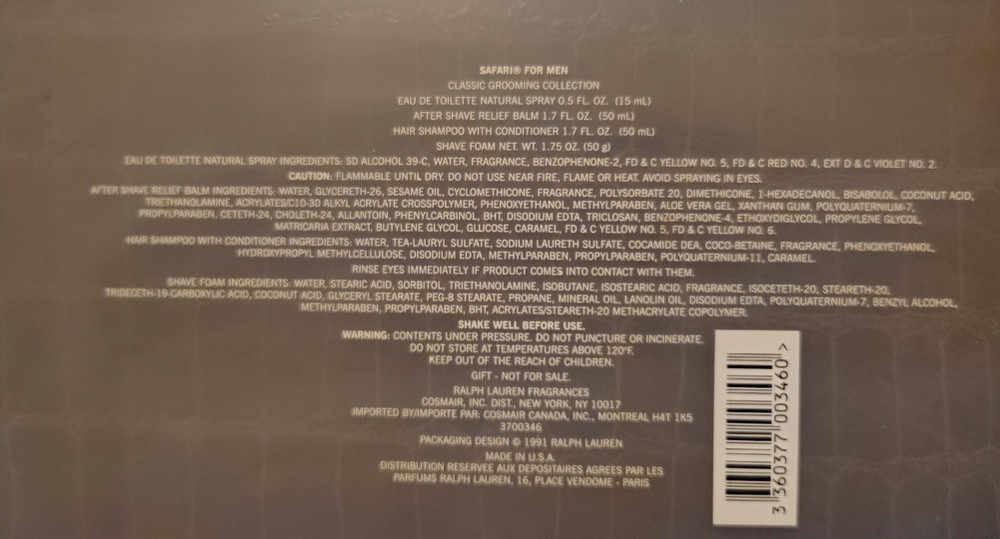 SAFARI® FOR MEN
CLASSIC GROOMING COLLECTION
EAU DE TOILETTE NATURAL SPRAY 0.5 FL. OZ. (15 mL)
AFTER SHAVE RELIEF BALM 1.7 FL. OZ. (50 mL)
HAIR SHAMPOO WITH CONDITIONER 1.7 FL. OZ. (50 mL)
SHAVE FOAM NET. WT. 1.75 OZ. (50 g)
EAU DE TOILETTE NATURAL SPRAY INGREDIENTS: SD ALCOHOL 39-C, WATER, FRAGRANCE, BENZOPHENONE-2, FD & C YELLOW NO. 5, FD & C RED NO. 4, EXT D & C VIOLET NO. 2.
CAUTION: FLAMMABLE UNTIL DRY. DO NOT USE NEAR FIRE, FLAME OR HEAT. AVOID SPRAYING IN EYES.
AFTER SHAVE RELIEF BALM INGREDIENTS: WATER, GLYCERETH-26, SESAME OIL, CYCLOMETHICONE, FRAGRANCE, POLYSORBATE 20, DIMETHICONE, 1-HEXADECANOL, BISABOLOL, COCONUT ACID,
TRIETHANOLAMINE, ACRYLATES/C10-30 ALKYL ACRYLATE CROSSPOLYMER, PHENOXYETHANOL, METHYLPARABEN, ALOE VERA GEL, XANTHAN GUM, POLYQUATERNIUM-7,
PROPYLPARABEN, CETETH-24, CHOLETH-24, ALLANTOIN, PHENYLCARBINOL, BHT, DISODIUM EDTA, TRICLOSAN, BENZOPHENONE-4, ETHOXYDIGLYCOL, PROPYLENE GLYCOL,
MATRICARIA EXTRACT, BUTYLENE GLYCOL, GLUCOSE, CARAMEL, FD & C YELLOW NO. 5, FD & C YELLOW NO. 6.
HAIR SHAMPOO WITH CONDITIONER INGREDIENTS: WATER, TEA-LAURYL SULFATE, SODIUM LAURETH SULFATE, COCAMIDE DEA, COCO-BETAINE, FRAGRANCE, PHENOXYETHANOL,
HYDROXYPROPYL METHYLCELLULOSE, DISODIUM EDTA, METHYLPARABEN, PROPYLPARABEN, POLYQUATERNIUM-11, CARAMEL.
RINSE EYES IMMEDIATELY IF PRODUCT COMES INTO CONTACT WITH THEM.
SHAVE FOAM INGREDIENTS: WATER, STEARIC ACID, SORBITOL, TRIETHANOLAMINE, ISOBUTANE, ISOSTEARIC ACID, FRAGRANCE, ISOCETETH-20, STEARETH-20,
TRIDECETH-19-CARBOXYLIC ACID, COCONUT ACID, GLYCERYL STEARATE, PEG-8 STEARATE, PROPANE, MINERAL OIL, LANOLIN OIL, DISODIUM EDTA, POLYQUATERNIUM-7, BENZYL ALCOHOL,
METHYLPARABEN, PROPYLPARABEN, BHT, ACRYLATES/STEARETH-20 METHACRYLATE COPOLYMER.
SHAKE WELL BEFORE USE.
WARNING: CONTENTS UNDER PRESSURE. DO NOT PUNCTURE OR INCINERATE.
DO NOT STORE AT TEMPERATURES ABOVE 120°F.
KEEP OUT OF THE REACH OF CHILDREN.
GIFT - NOT FOR SALE.
RALPH LAUREN FRAGRANCES
COSMAIR, INC. DIST., NEW YORK, NY 10017
IMPORTED BY/IMPORTE PAR: COSMAIR CANADA, INC., MONTREAL H4T 1K5
3700346
PACKAGING DESIGN © 1991 RALPH LAUREN
MADE IN U.S.A.
DISTRIBUTION RESERVEE AUX DEPOSITAIRES AGREES PAR LES
PARFUMS RALPH LAUREN, 16, PLACE VENDOME - PARIS
3 360377 003460 >